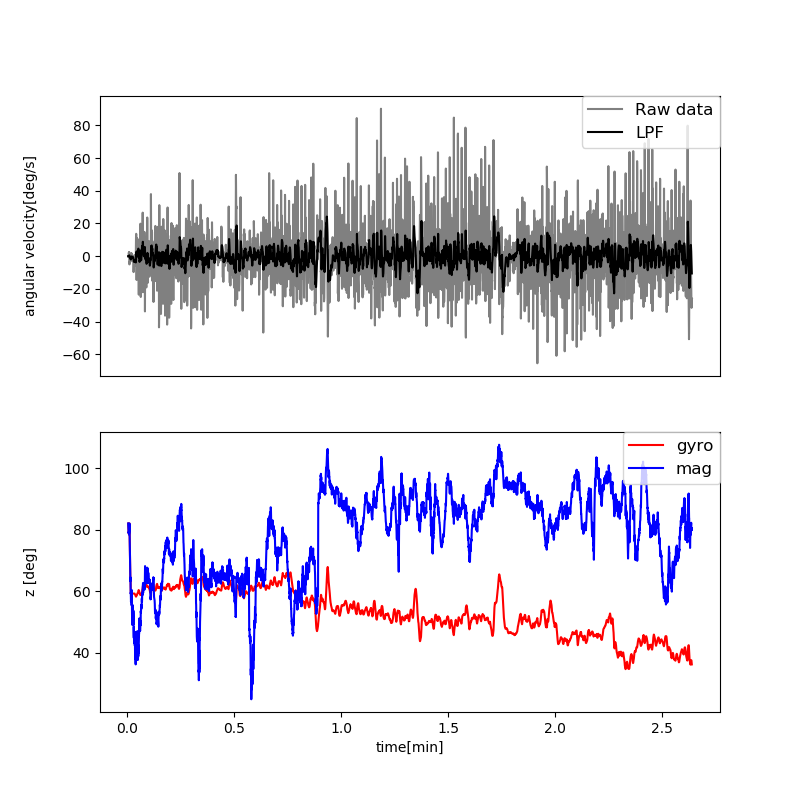 Raw data
LPF
angular velocity[deg/s]
80
60
40
20
0
−20
−40
−60
gyro
mag
z [deg]
100
80
60
40
0.0 0.5 1.0 1.5 2.0 2.5
time[min]